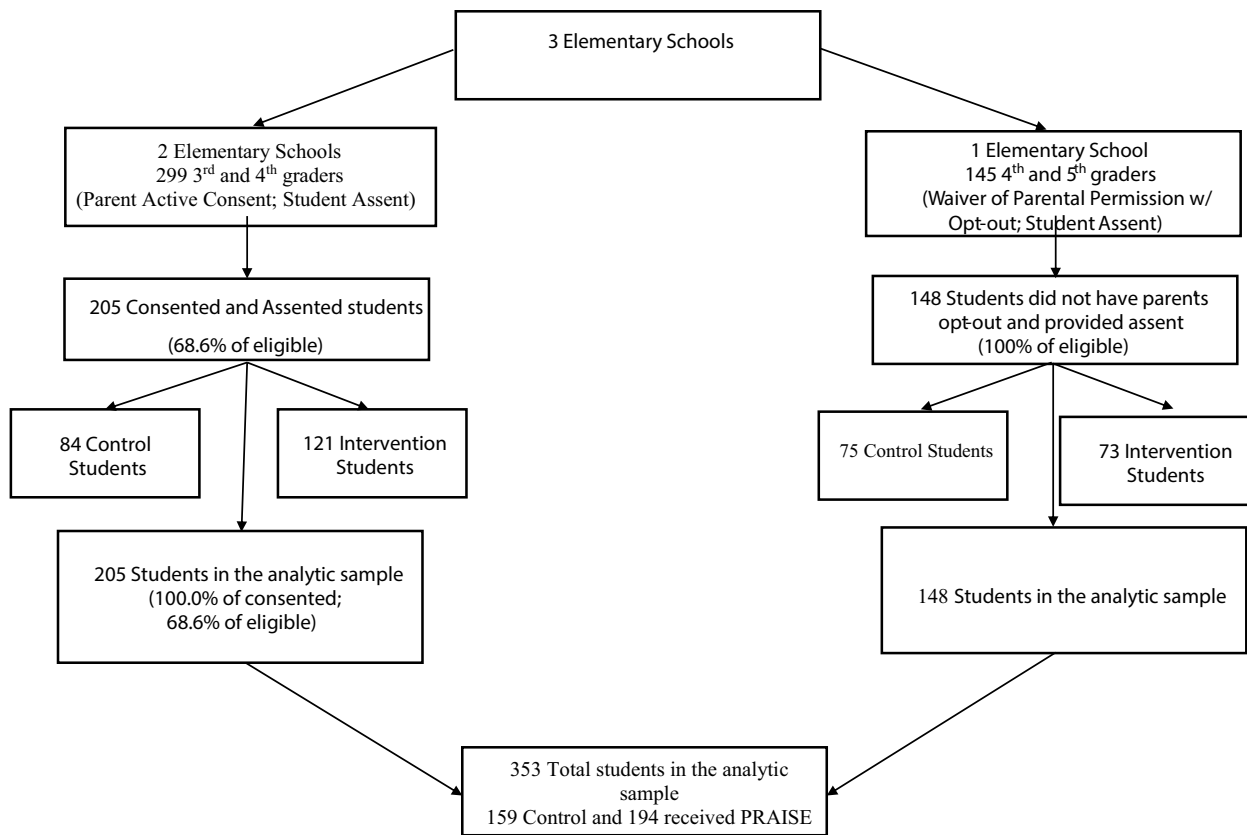 3 Elementary Schools
2 Elementary Schools
299 3rd and 4th graders
(Parent Active Consent; Student Assent)
1 Elementary School
145 4th and 5th graders
(Waiver of Parental Permission w/
Opt-out; Student Assent)
205 Consented and Assented students
(68.6% of eligible)
148 Students did not have parents
opt-out and provided assent
(100% of eligible)
84 Control
Students
121 Intervention
Students
75 Control Students
73 Intervention
Students
205 Students in the analytic sample
(100.0% of consented;
68.6% of eligible)
148 Students in the analytic sample
353 Total students in the analytic
sample
159 Control and 194 received PRAISE